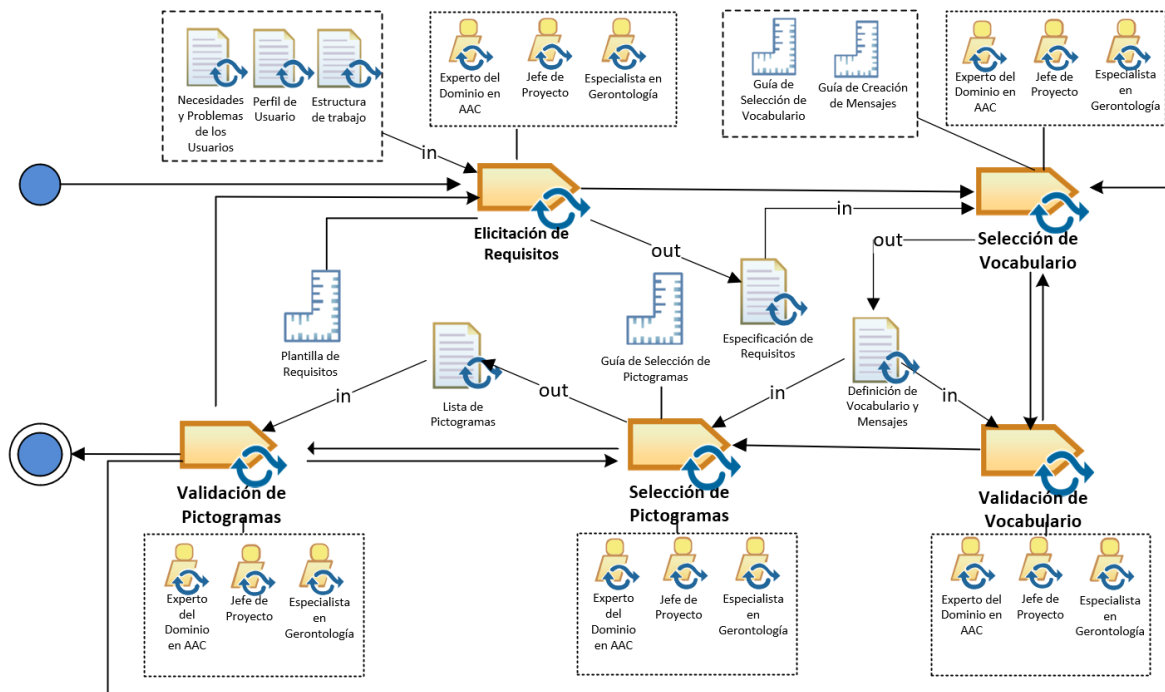 Necesidades
y Problemas
de los
Usuarios
Perfil de
Usuario
Estructura
de trabajo
Experto del
Dominio en
AAC
Jefe de
Proyecto
Especialista en
Gerontología
Guía de
Selección de
Vocabulario
Guía de Creación
de Mensajes
Experto del
Dominio en
AAC
Jefe de
Proyecto
Especialista
en
Gerontología
in
Elicitación de
Requisitos
in
Selección de
Vocabulario
out
out
Plantilla de
Requisitos
Guía de Selección de
Pictogramas
Especificación de
Requisitos
in
Lista de
Pictogramas
out
in
Definición de
Vocabulario y
Mensajes
in
Validación de
Pictogramas
Selección de
Pictogramas
Validación de
Vocabulario
Experto
del
Dominio
en AAC
Jefe de
Proyecto
Especialista
en
Gerontología
Experto
del
Dominio
en AAC
Jefe de
Proyecto
Especialista
en
Gerontología
Experto del
Dominio en
AAC
Jefe de
Proyecto
Especialista
en
Gerontología